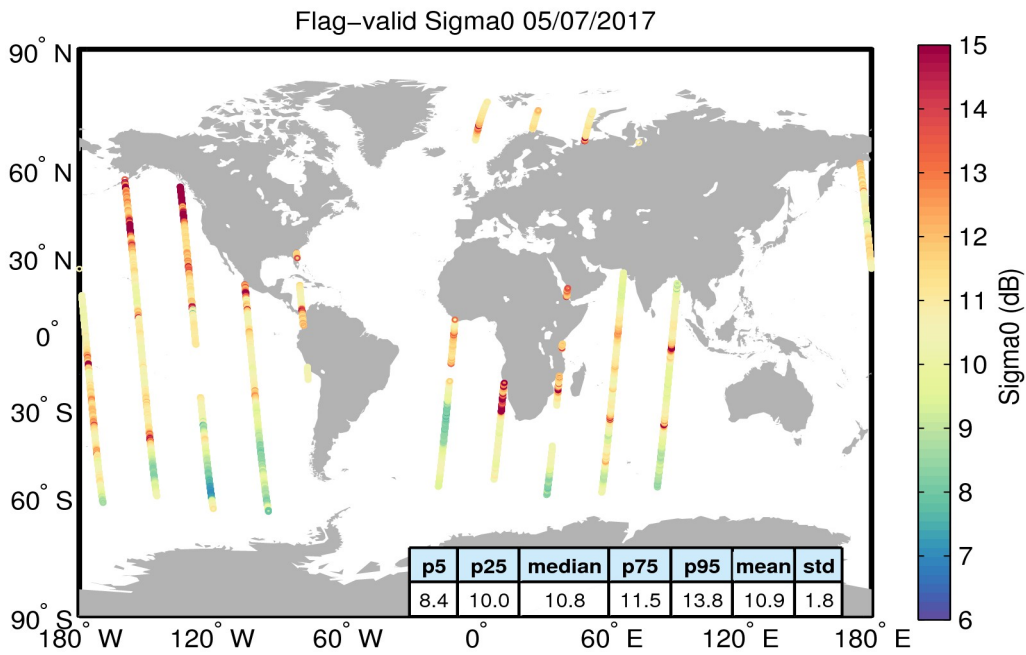 Flag-valid Sigma0 05/07/2017
90° N
60° N
30° N
0°
30° S
60° S
90° S
180° W
120° W
60° W
0°
60° E
120° E
180° E
15
14
13
12
11
10
9
8
7
6
Sigma0 (dB)
p5 p25 median p75 p95 mean std
8.4 10.0 10.8 11.5 13.8 10.9 1.8